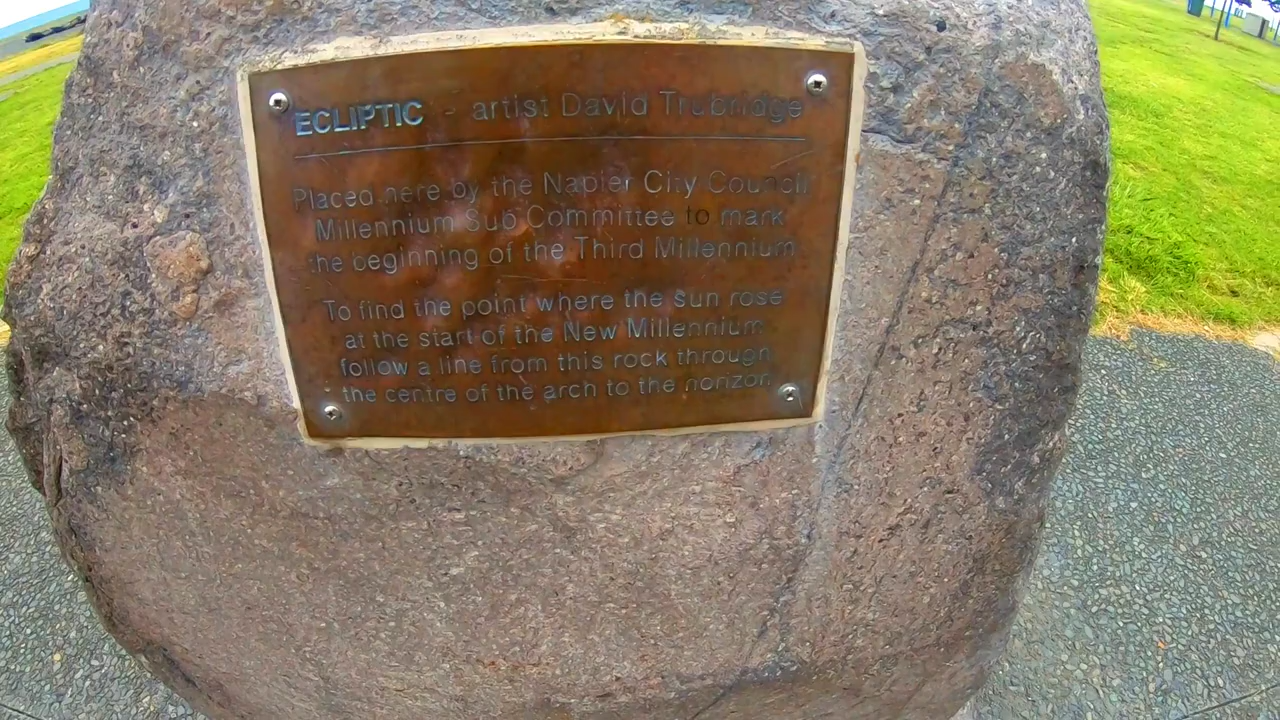 ECLIPTIC - artist David Trubridge
Placed here by the Napier City Council
Millennium Sub Committee to mark
the beginning of the Third Millennium
To find the point where the sun rose
at the start of the New Millennium
follow a line from this rock through
the centre of the arch to the horizon